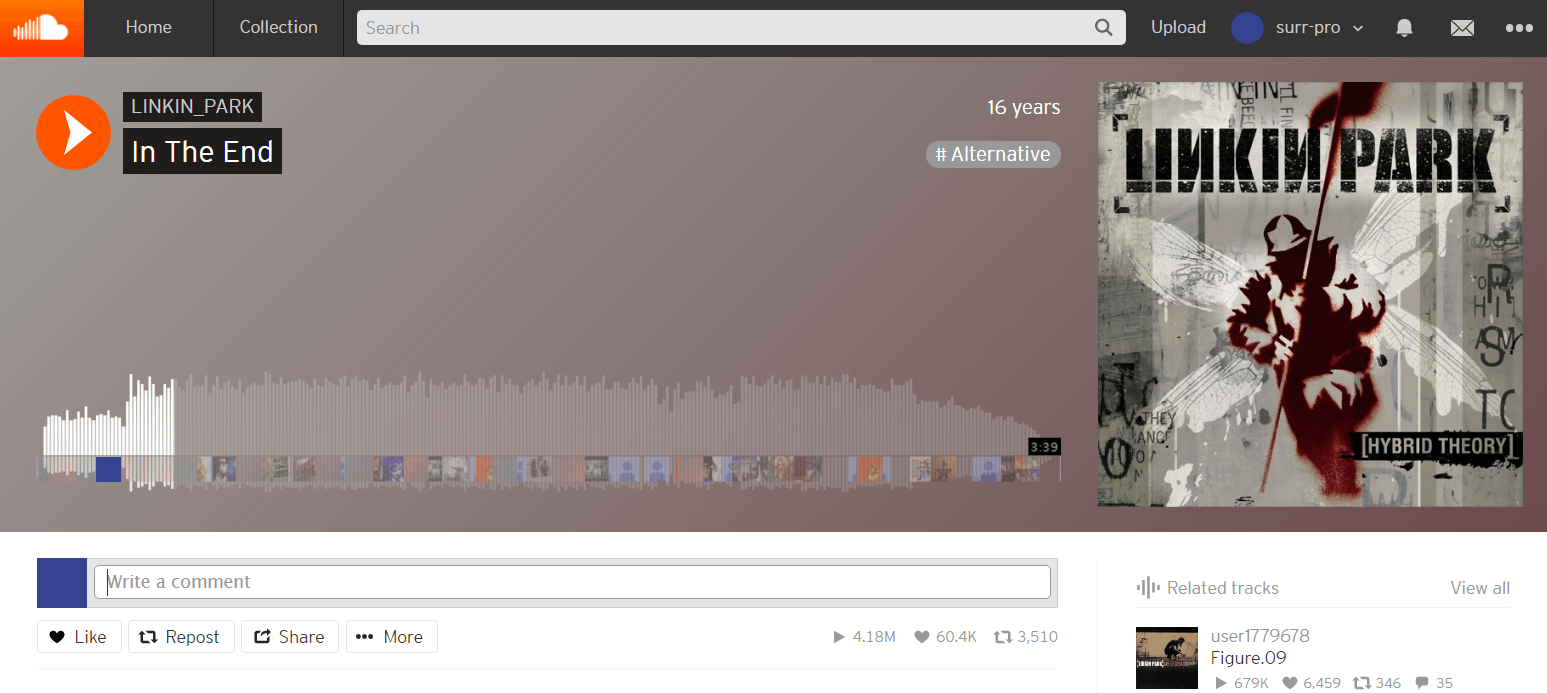 Home
Collection
Search
Upload
surr-pro
LINKIN_PARK
In The End
16 years
# Alternative
LINKIN PARK
[HYBRID THEORY]
3:39
Write a comment
Like
Repost
Share
More
4.18M
60.4K
3,510
Related tracks
View all
user1779678
Figure.09
679K
6,459
346
35